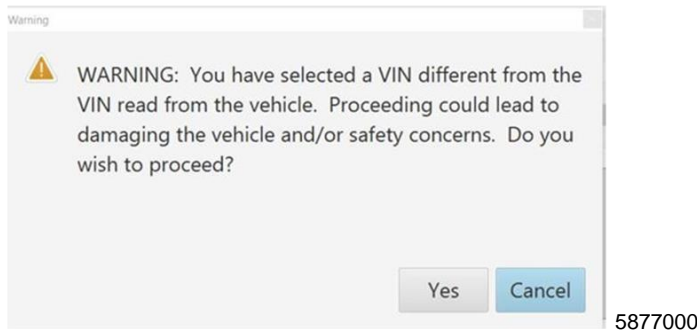 Warning
WARNING: You have selected a VIN different from the
VIN read from the vehicle. Proceeding could lead to
damaging the vehicle and/or safety concerns. Do you
wish to proceed?
Yes Cancel
5877000